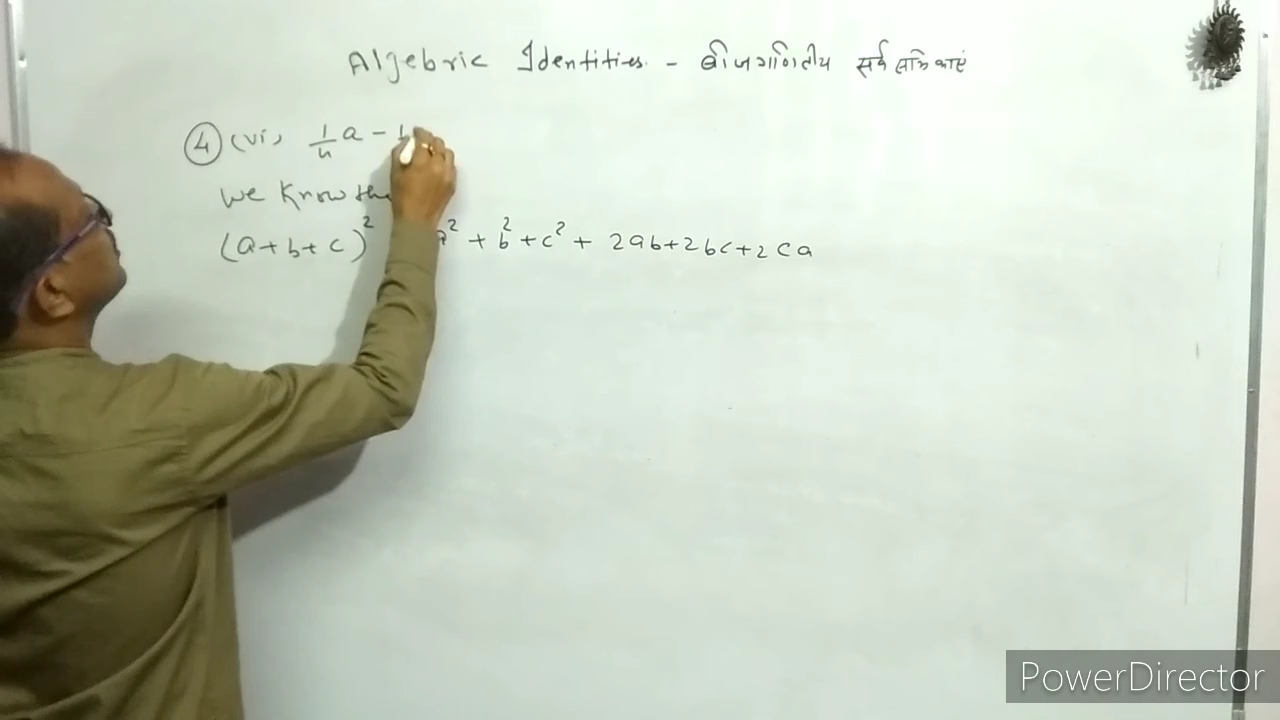 Algebric Identities. - बीजगणितीय सर्वसमिकाएं
④ (vi) 1/4 a -
We know
(a+b+c)² a² + b² + c² + 2ab+2bc+2ca
PowerDirector